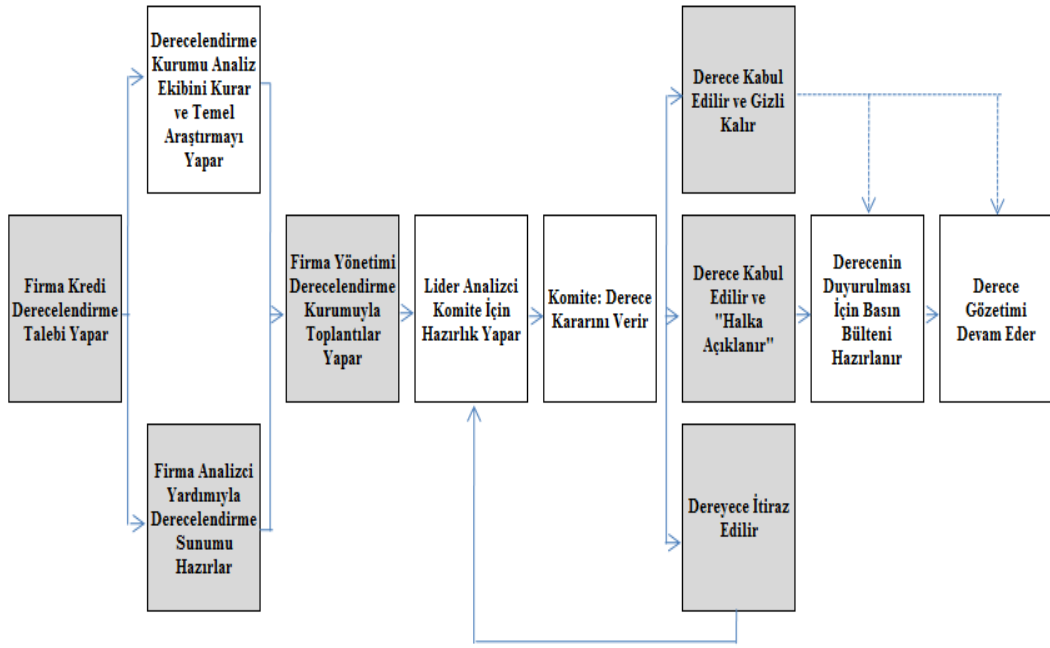 Firma Kredi
Derecelendirme
Talebi Yapar
Derecelendirme
Kurumu Analiz
Ekibini Kurar
ve Temel
Araştırmayı
Yapar
Firma Analizci
Yardımıyla
Derecelendirme
Sunumu
Hazırlar
Firma Yönetimi
Derecelendirme
Kurumuyla
Toplantılar
Yapar
Lider Analizci
Komite İçin
Hazırlık Yapar
Komite: Derece
Kararını Verir
Derece Kabul
Edilir ve Gizli
Kalır
Derece Kabul
Edilir ve
"Halka
Açıklanır"
Dereyece İtiraz
Edilir
Derecenin
Duyurulması
İçin Basın
Bülteni
Hazırlanır
Derece
Gözetimi
Devam Eder